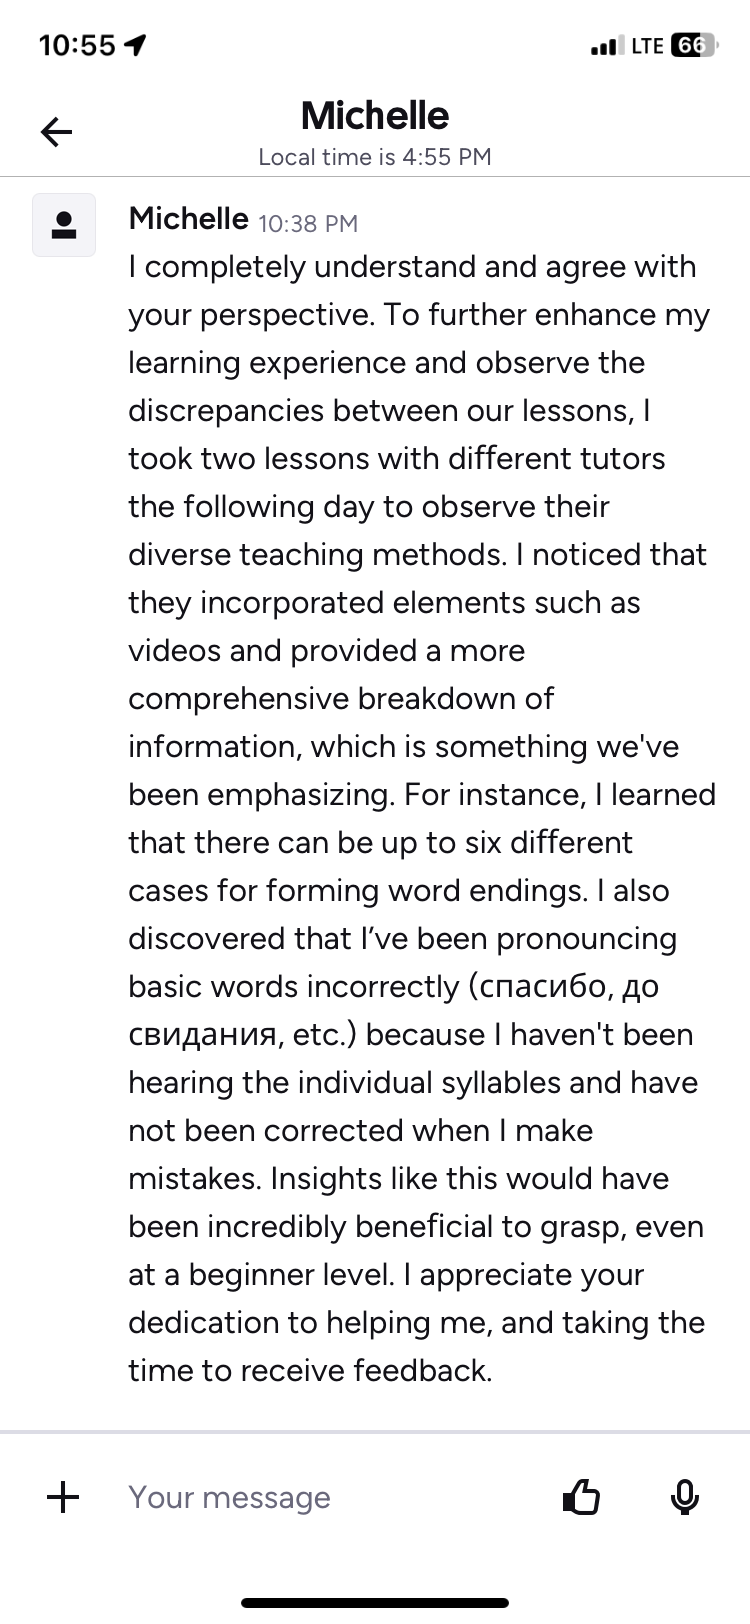 10:55
LTE 66
Michelle
Local time is 4:55 PM
Michelle 10:38 PM
I completely understand and agree with
your perspective. To further enhance my
learning experience and observe the
discrepancies between our lessons, I
took two lessons with different tutors
the following day to observe their
diverse teaching methods. I noticed that
they incorporated elements such as
videos and provided a more
comprehensive breakdown of
information, which is something we've
been emphasizing. For instance, I learned
that there can be up to six different
cases for forming word endings. I also
discovered that I’ve been pronouncing
basic words incorrectly (спасибо, до
свидания, etc.) because I haven't been
hearing the individual syllables and have
not been corrected when I make
mistakes. Insights like this would have
been incredibly beneficial to grasp, even
at a beginner level. I appreciate your
dedication to helping me, and taking the
time to receive feedback.
Your message